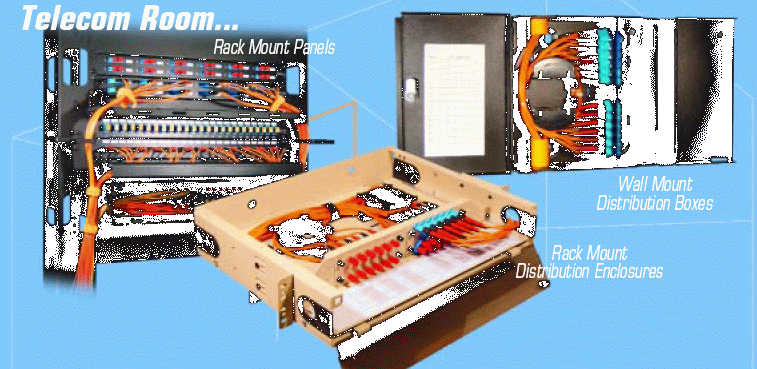 Telecom Room...
Rack Mount Panels
Wall Mount
Distribution Boxes
Rack Mount
Distribution Enclosures